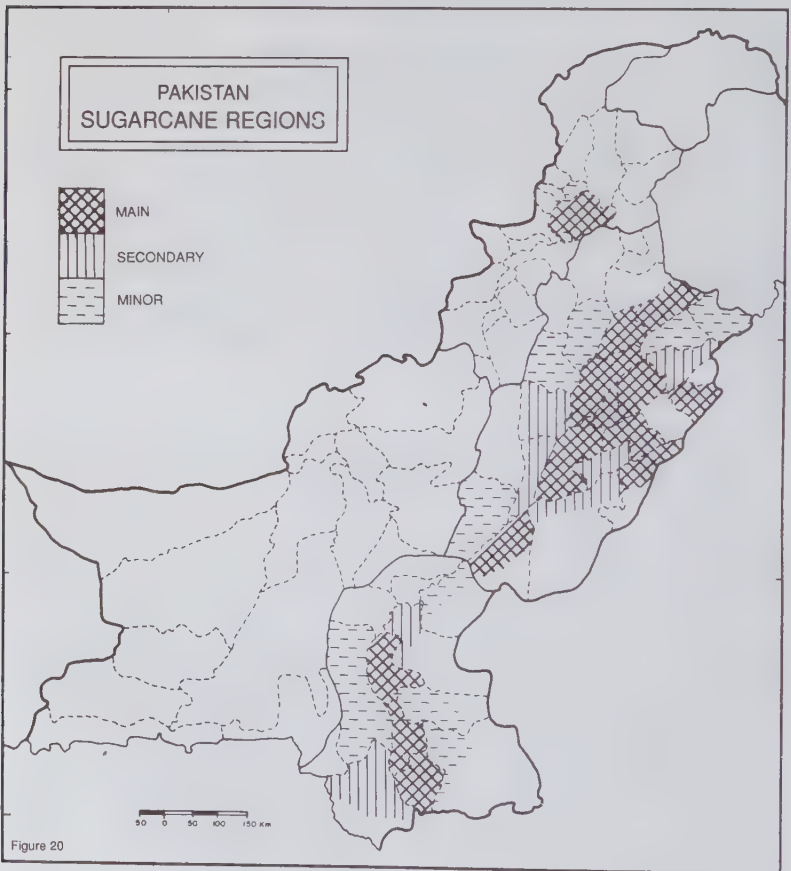 PAKISTAN
SUGARCANE REGIONS
MAIN
SECONDARY
MINOR
50 0 50 100 150 Km
Figure 20